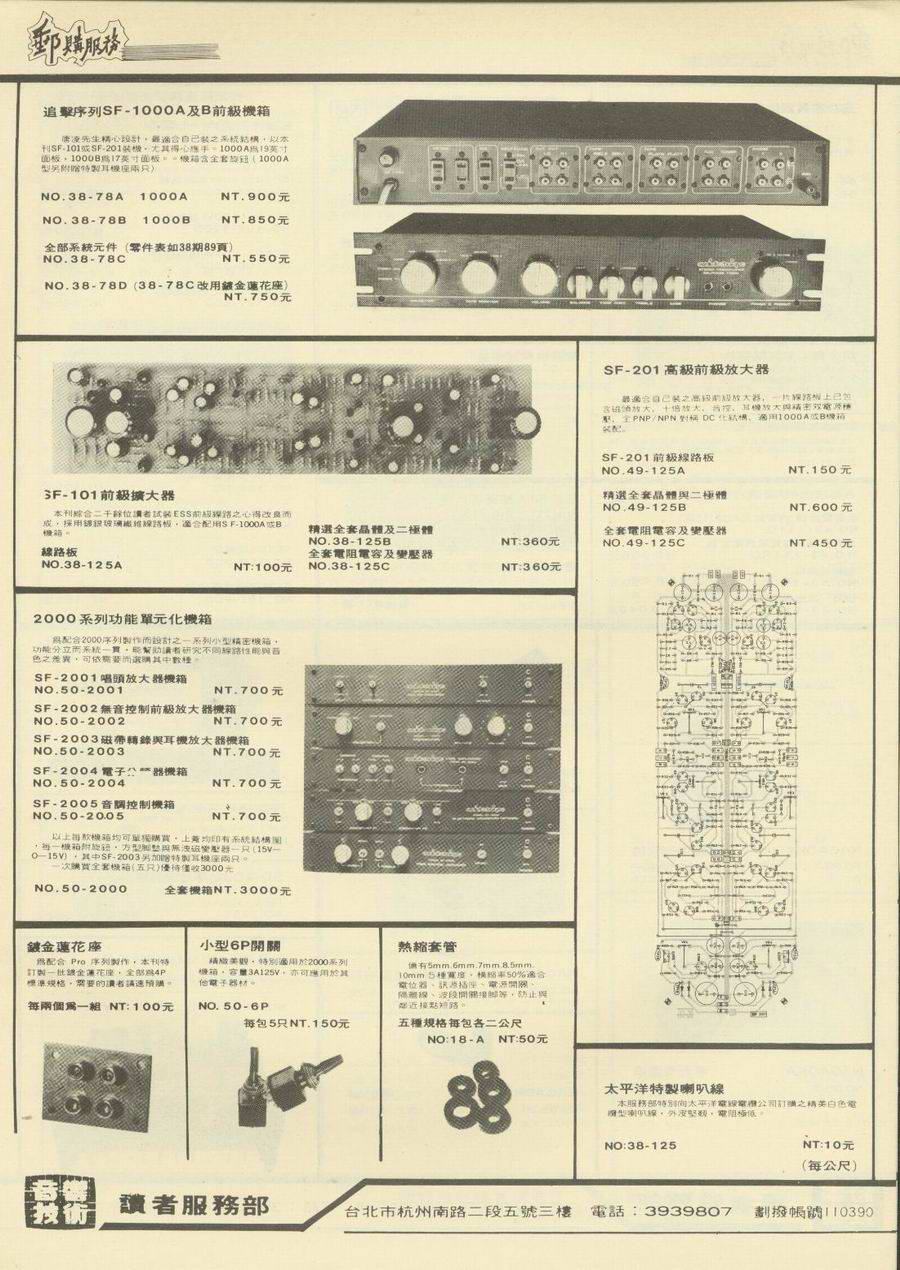 郵購服務
追擊序列SF-1000A及B前級機箱
唐凌先生精心設計，最適合自己裝之系統結構，以本
刊SF-101或SF-201裝機，尤其得心應手。1000A為19英寸
面板，1000B為17英寸面板。。機箱含全套旋鈕（1000A
型另附贈特製耳機座兩只）
NO.38-78A 1000A NT.900元
NO.38-78B 1000B NT.850元
全部系統元件（零件表如38期89頁）
NO.38-78C NT.550元
NO.38-78D（38-78C改用鍍金蓮花座）
NT.750元
SF-101前級擴大器
本刊綜合二千餘位讀者試裝ESS前級線路之心得改良而
成，採用鍍銀玻璃纖維線路板，適合配用SF-1000A或B
機箱。
線路板
NO.38-125A NT:100元
精選全套晶體及二極體
NO.38-125B NT:360元
全套電阻電容及變壓器
NO.38-125C NT:360元
SF-201高級前級放大器
最適合自己裝之高級前級放大器，一片線路板上已包
含磁頭放大、十倍放大、音控、耳機放大與精密双電源穩
壓，全PNP/NPN對稱 DC 化結構，適用1000A或B機箱
裝配。
SF-201前級線路板
NO.49-125A NT.150元
精選全套晶體與二極體
NO.49-125B NT.600元
全套電阻電容及變壓器
NO.49-125C NT.450元
2000系列功能單元化機箱
為配合2000序列製作而設計之一系列小型精密機箱，
功能分立而系統一貫，能幫助讀者研究不同線路性能與音
色之差異，可依需要而選購其中數種。
SF-2001唱頭放大器機箱
NO.50-2001 NT.700元
SF-2002無音控制前級放大器機箱
NO.50-2002 NT.700元
SF-2003磁帶轉錄與耳機放大器機箱
NO.50-2003 NT.700元
SF-2004電子分 器機箱
NO.50-2004 NT.700元
SF-2005音調控制機箱
NO.50-2005 NT.700元
以上每款機箱均可單獨購買，上蓋均印有系統結構圖
，每一機箱附旋鈕，方型脚墊與無洩磁變壓器一只(15V—
0—15V)，其中SF-2003另加贈特製耳機座兩只。
一次購買全套機箱(五只)優待僅收3000元
NO.50-2000 全套機箱NT.3000元
鍍金蓮花座
為配合 Pro 序列製作，本刊特
訂製一批鍍金蓮花座，全部為4P
標準規格，需要的讀者請速預購。
每兩個為一組 NT:100元
小型6P開關
精緻美觀，特別適用於2000系列
機箱，容量3A125V，亦可應用於其
他電子器材。
NO.50-6P
每包5只NT.150元
熱縮套管
備有5mm.6mm.7mm.8.5mm.
10mm 5種寬度，橫縮率50%適合
電位器、訊源插座、電源開關、
隔離線、波段開關接脚等，防止與
鄰近接點短路。
五種規格每包各二公尺
NO:18-A NT:50元
太平洋特製喇叭線
本服務部特別向太平洋電線電纜公司訂購之精美白色電
纜型喇叭線，外皮堅韌，電阻極低。
NO:38-125 NT:10元
（每公尺）
音響
技術
讀者服務部
台北市杭州南路二段五號三樓 電話：3939807 劃撥帳號110390